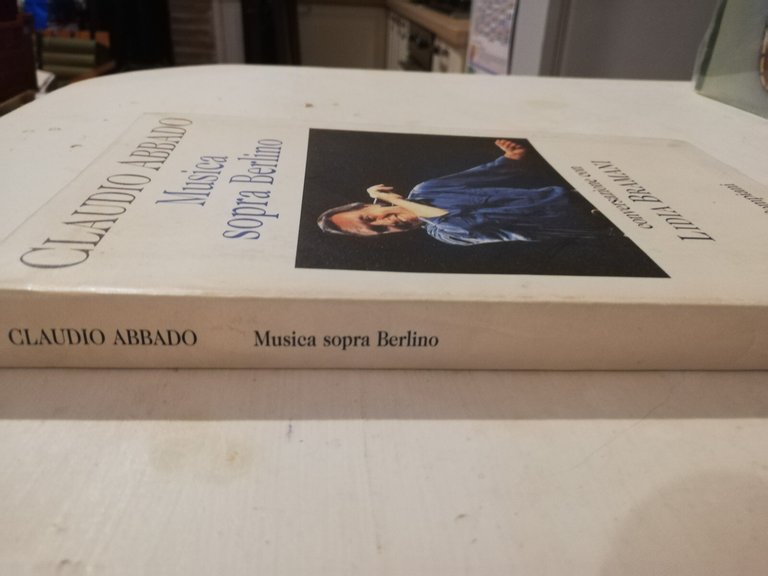 CLAUDIO ABBADO
Musica
sopra Berlino
conversazione con
LIDIA BRAMANI
CLAUDIO ABBADO Musica sopra Berlino